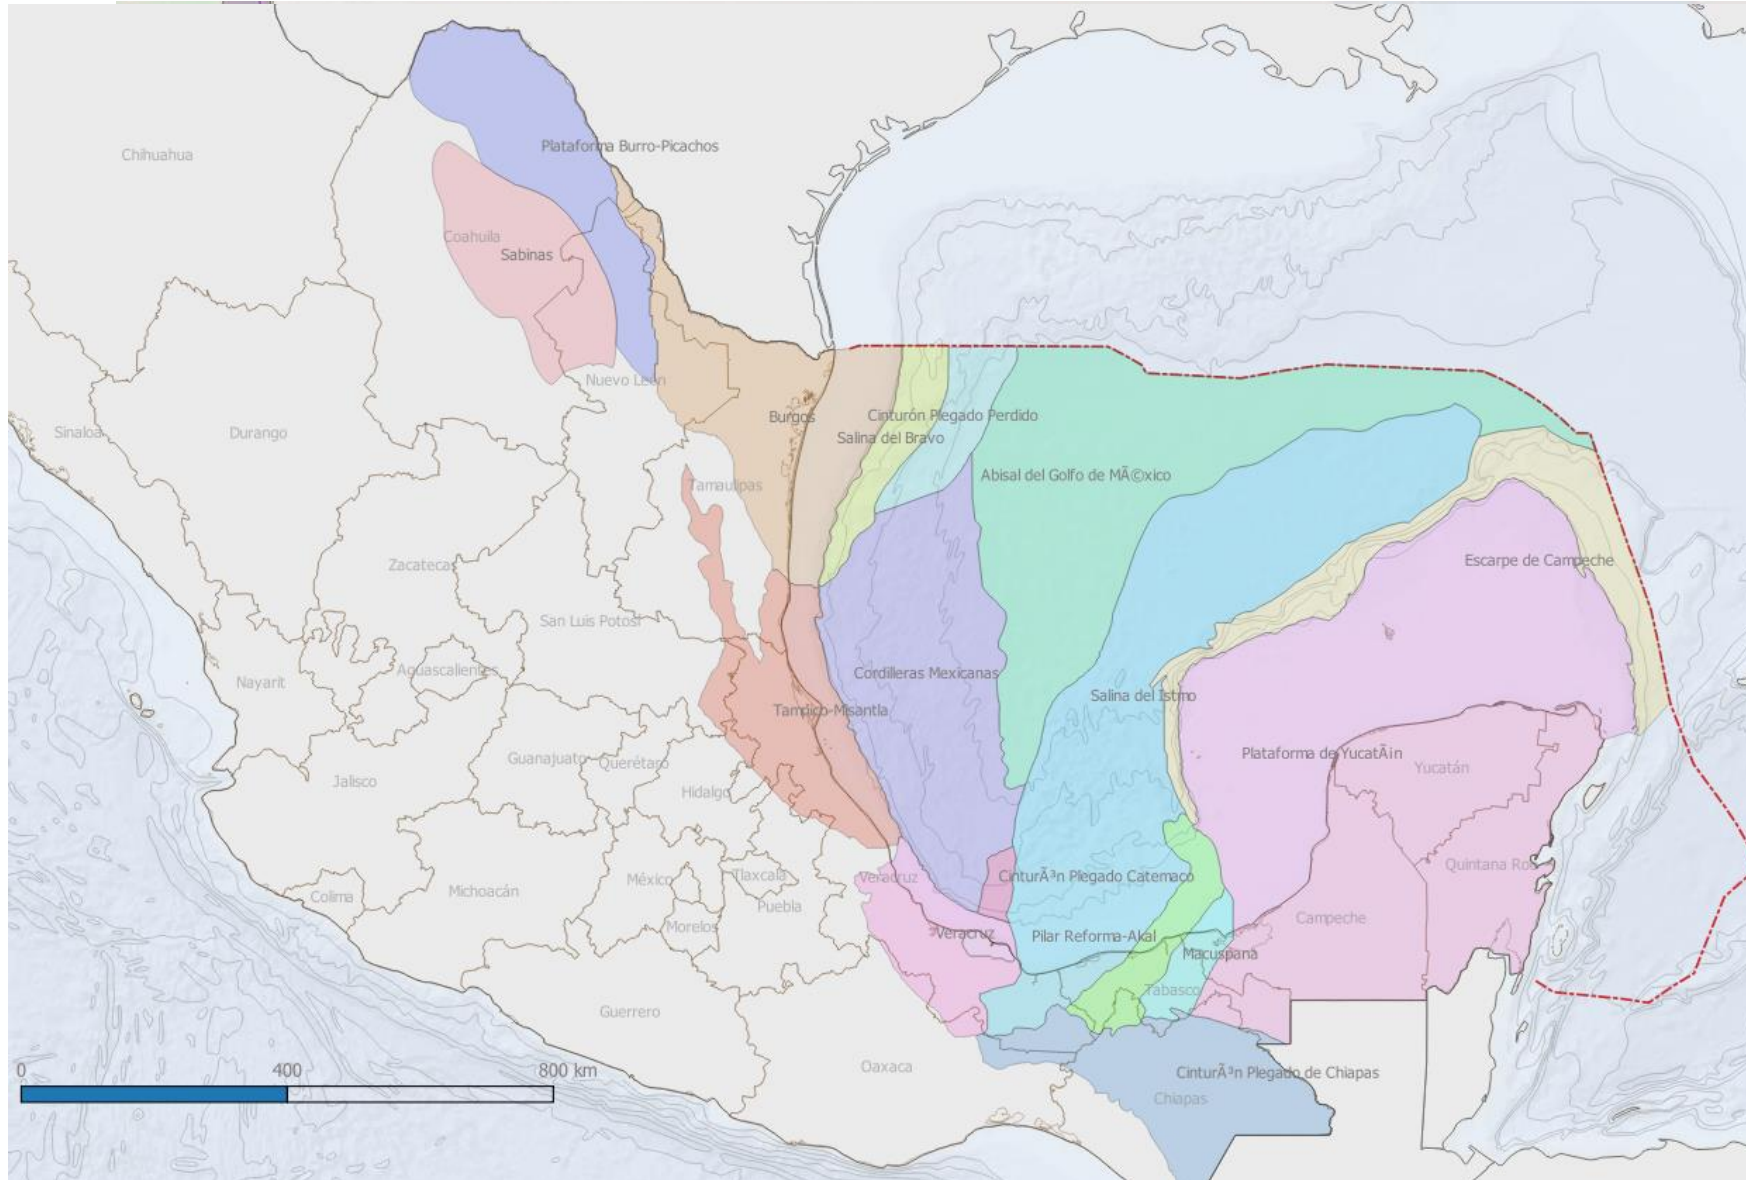 Chihuahua
Plataforma Burro-Picachos
Coahuila
Sabinas
Nuevo León
Sinaloa
Durango
Burgos
Cinturón Plegado Perdido
Salina del Bravo
Tamaulipas
Abisal del Golfo de MÃ©xico
Zacatecas
Escarpe de Campeche
San Luis Potosí
Nayarit
Aguascalientes
Cordilleras Mexicanas
Salina del Istmo
Tampico-Misantla
Jalisco
Guanajuato
Querétaro
Plataforma de YucatÃ¡n
Yucatán
Hidalgo
Colima
Michoacán
México
Tlaxcala
Veracruz
CinturÃ³n Plegado Catemaco
Quintana Roo
Puebla
Morelos
Campeche
Veracruz
Pilar Reforma-Akal
Macuspana
Guerrero
Tabasco
Oaxaca
CinturÃ³n Plegado de Chiapas
Chiapas
0 400 800 km